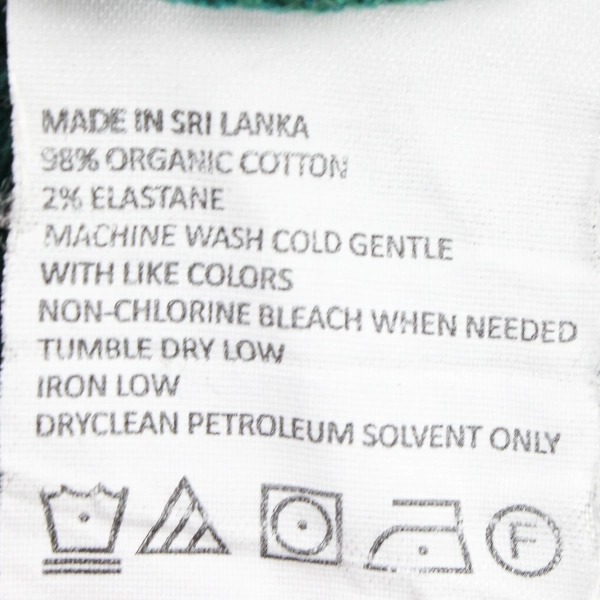 MADE IN SRI LANKA
98% ORGANIC COTTON
2% ELASTANE
MACHINE WASH COLD GENTLE
WITH LIKE COLORS
NON-CHLORINE BLEACH WHEN NEEDED
TUMBLE DRY LOW
IRON LOW
DRYCLEAN PETROLEUM SOLVENT ONLY
F